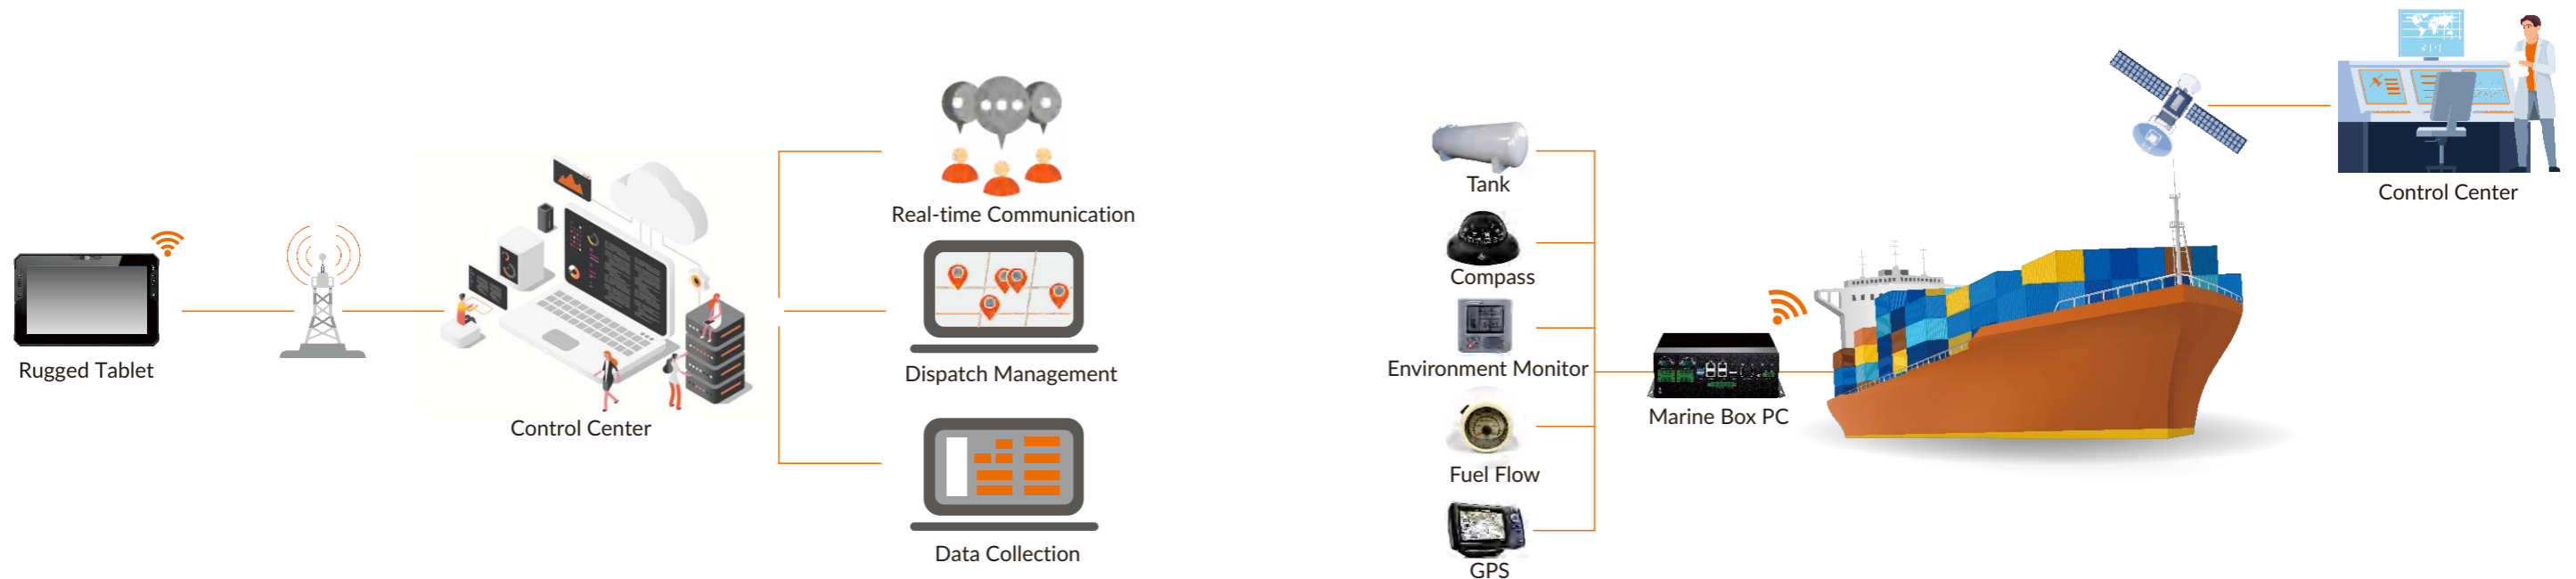 Rugged Tablet
Control Center
Real-time Communication
Dispatch Management
Data Collection
Tank
Compass
Environment Monitor
Fuel Flow
GPS
Marine Box PC
Control Center